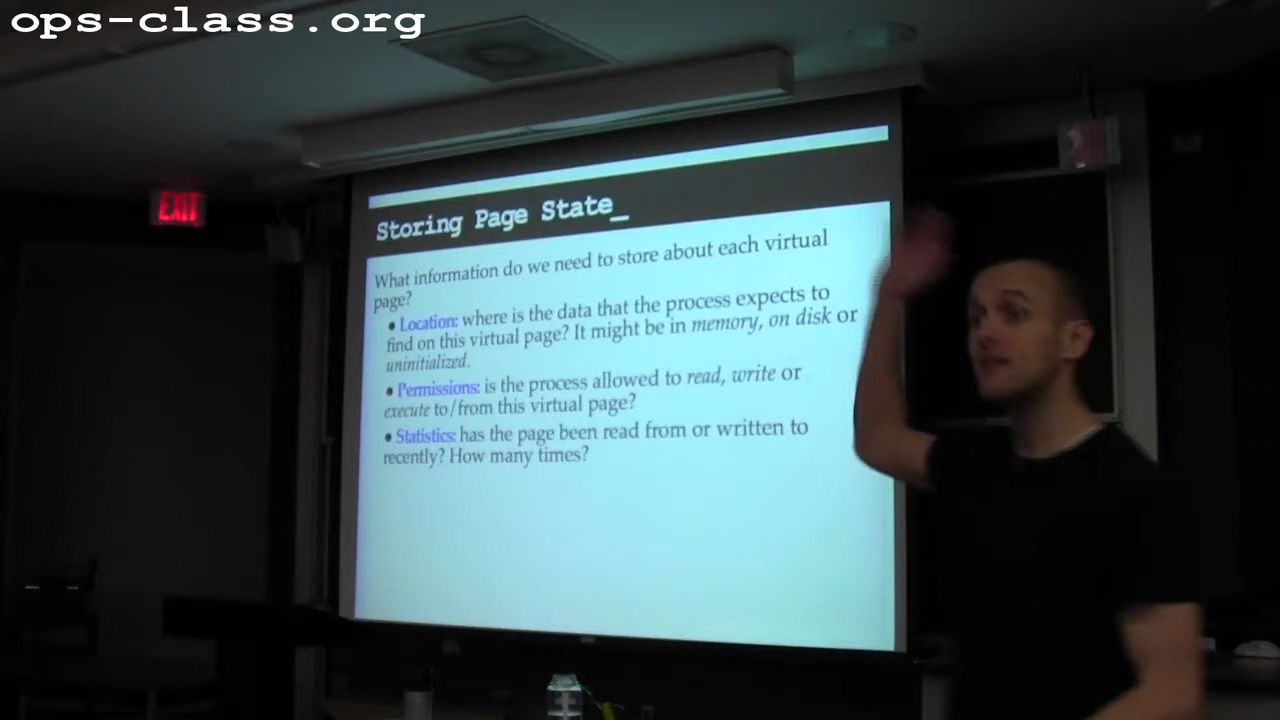 ops-class.org
EXIT
Storing Page State_
What information do we need to store about each virtual
page?
● Location: where is the data that the process expects to
find on this virtual page? It might be in memory, on disk or
uninitialized.
● Permissions: is the process allowed to read, write or
execute to/from this virtual page?
● Statistics: has the page been read from or written to
recently? How many times?